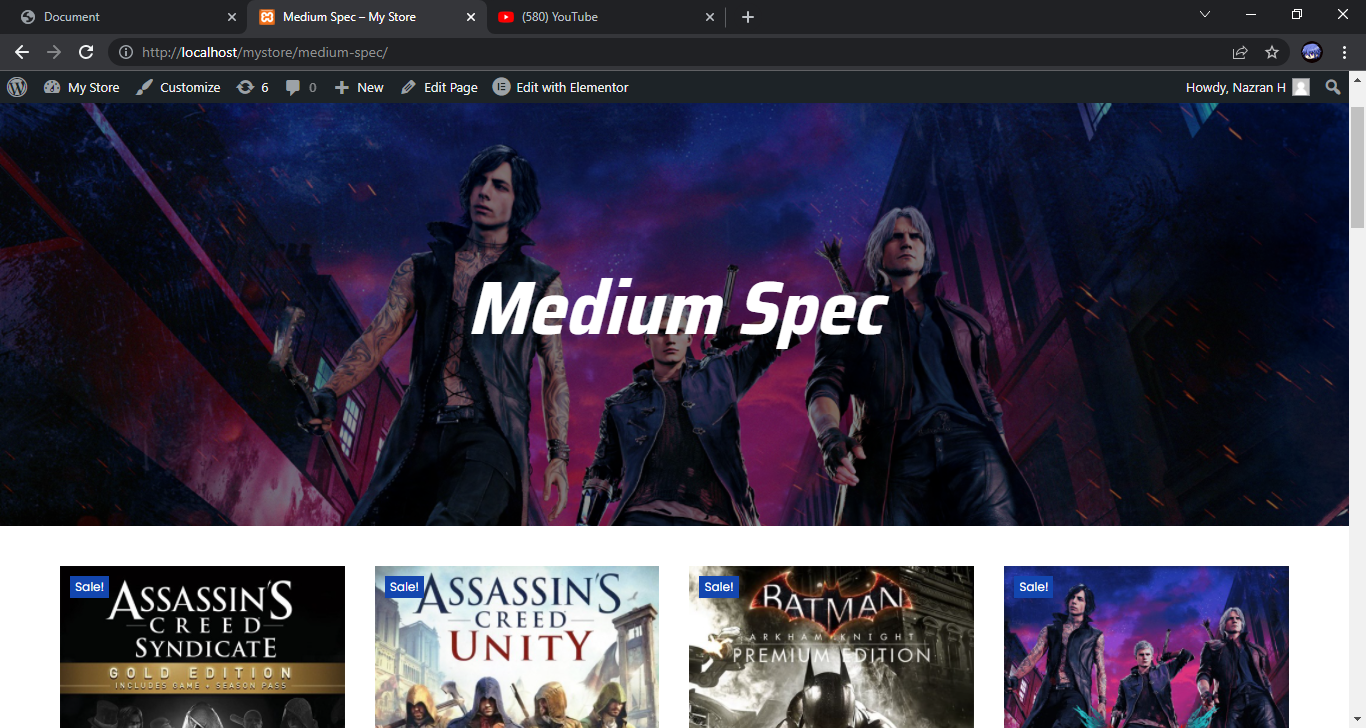 Document
Medium Spec – My Store
(580) YouTube
http://localhost/mystore/medium-spec/
My Store
Customize
6
0
New
Edit Page
Edit with Elementor
Howdy, Nazran H
Medium Spec
Sale!
ASSASSIN'S
CREED
SYNDICATE
GOLD EDITION
INCLUDES GAME + SEASON PASS
Sale!
ASSASSIN'S
CREED
UNITY
Sale!
BATMAN
ARKHAM KNIGHT
PREMIUM EDITION
Sale!